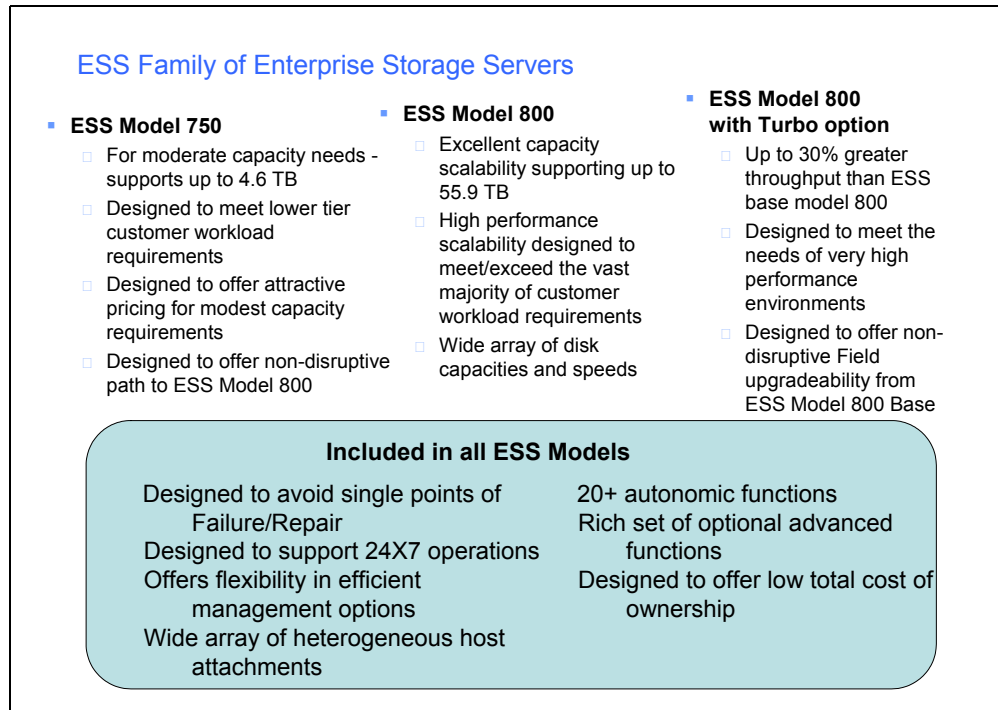 ESS Family of Enterprise Storage Servers
ESS Model 750
For moderate capacity needs -
supports up to 4.6 TB
Designed to meet lower tier
customer workload
requirements
Designed to offer attractive
pricing for modest capacity
requirements
Designed to offer non-disruptive
path to ESS Model 800
ESS Model 800
Excellent capacity
scalability supporting up to
55.9 TB
High performance
scalability designed to
meet/exceed the vast
majority of customer
workload requirements
Wide array of disk
capacities and speeds
ESS Model 800
with Turbo option
Up to 30% greater
throughput than ESS
base model 800
Designed to meet the
needs of very high
performance
environments
Designed to offer non-
disruptive Field
upgradeability from
ESS Model 800 Base
Included in all ESS Models
Designed to avoid single points of
Failure/Repair
Designed to support 24X7 operations
Offers flexibility in efficient
management options
Wide array of heterogeneous host
attachments
20+ autonomic functions
Rich set of optional advanced
functions
Designed to offer low total cost of
ownership